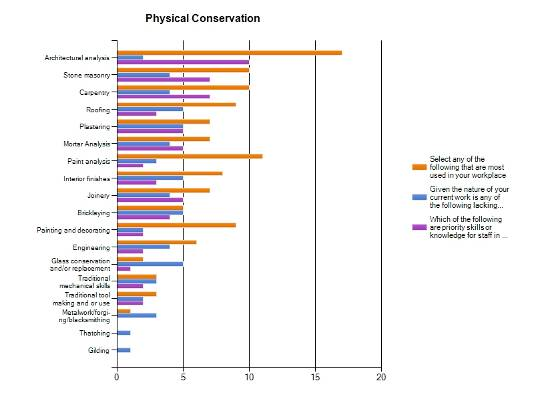 Physical Conservation
Architectural analysis
Stone masonry
Carpentry
Roofing
Plastering
Mortar Analysis
Paint analysis
Interior finishes
Joinery
Brickleying
Painting and decorating
Engineering
Glass conservation
and/or replacement
Traditional
mechanical skills
Traditional tool
making and or use
Metalwork/forgi-
ng/blacksmithing
Thatching
Gilding
0 5 10 15 20
Select any of the
following that are most
used in your workplace
Given the nature of your
current work is any of
the following lacking...
Which of the following
are priority skills or
knowledge for staff in ...